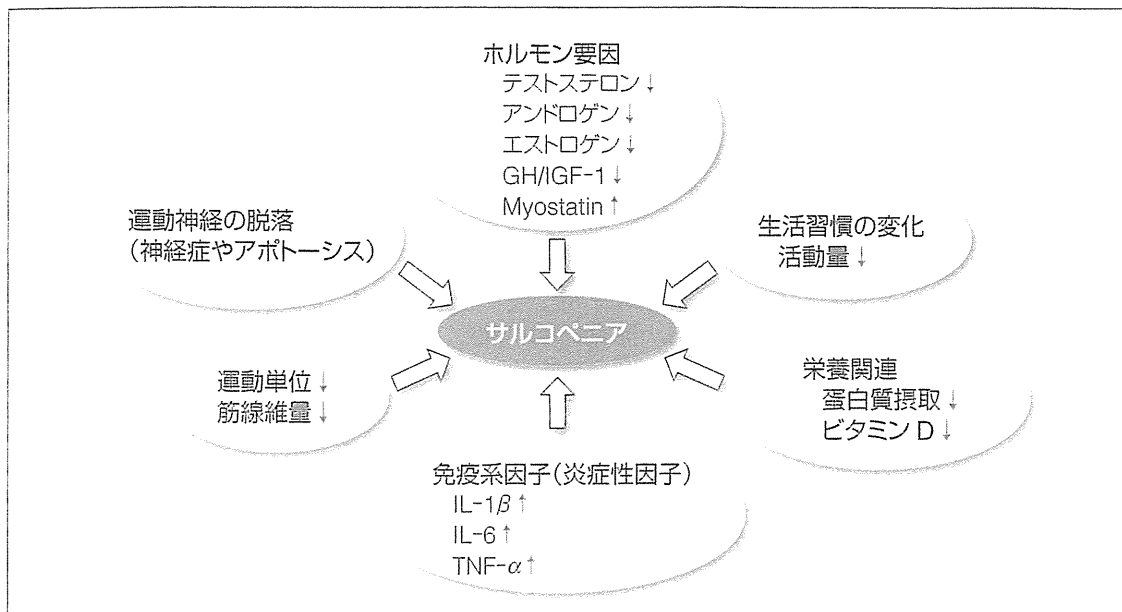 ホルモン要因
テストステロン↓
アンドロゲン↓
エストロゲン↓
GH/IGF-1↓
Myostatin↑
運動神経の脱落
(神経症やアポトーシス)
生活習慣の変化
活動量↓
サルコペニア
運動単位↓
筋線維量↓
栄養関連
蛋白質摂取↓
ビタミン D↓
免疫系因子(炎症性因子)
IL-1β↑
IL-6↑
TNF-α↑